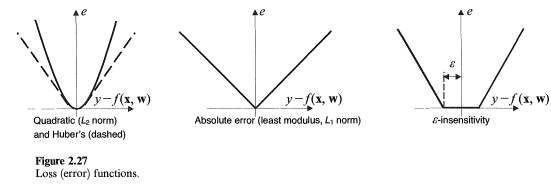 e
e
e
ε
y−f(x, w)
y−f(x, w)
y−f(x, w)
Quadratic (L₂ norm)
and Huber's (dashed)
Absolute error (least modulus, L₁ norm)
ε-insensitivity
Figure 2.27
Loss (error) functions.